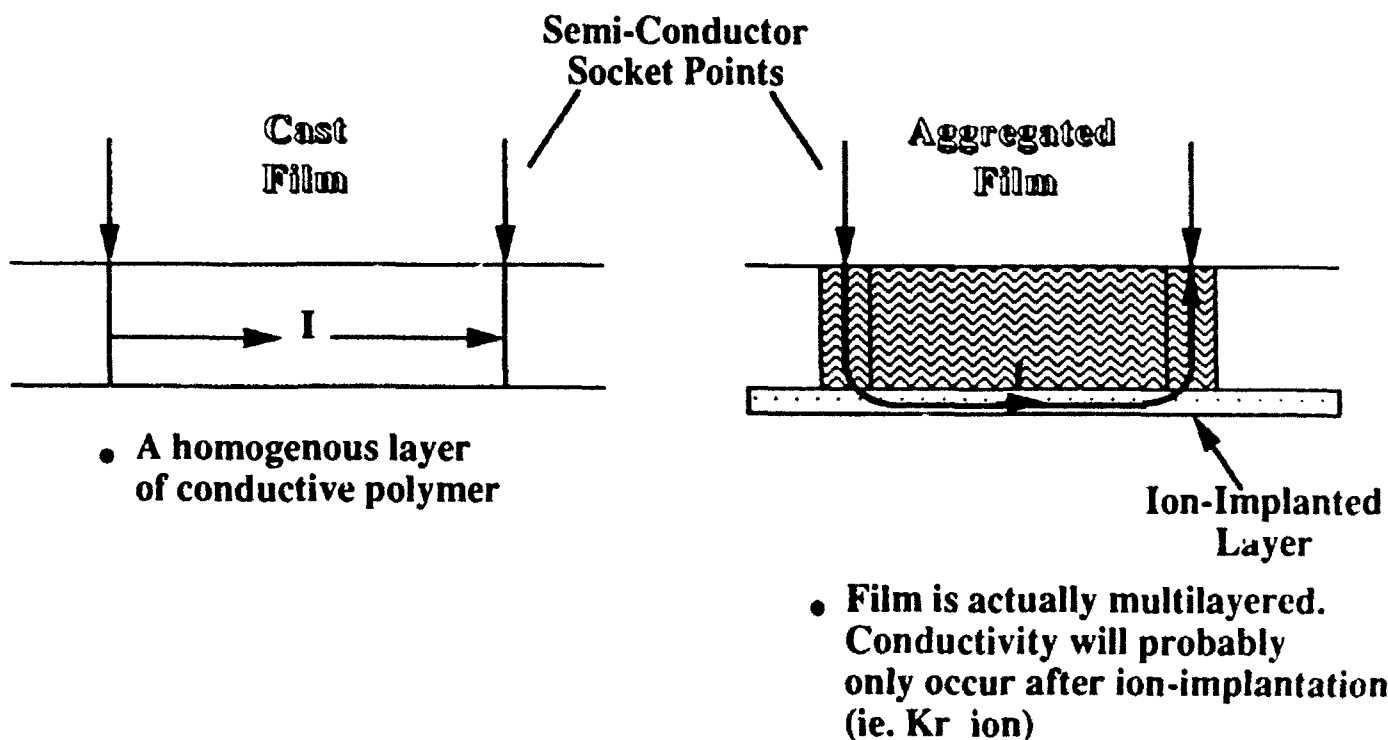 Semi-Conductor
Socket Points
Cast
Film
Aggregated
Film
I
• A homogenous layer
of conductive polymer
Ion-Implanted
Layer
• Film is actually multilayered.
Conductivity will probably
only occur after ion-implantation
(ie. Kr ion)